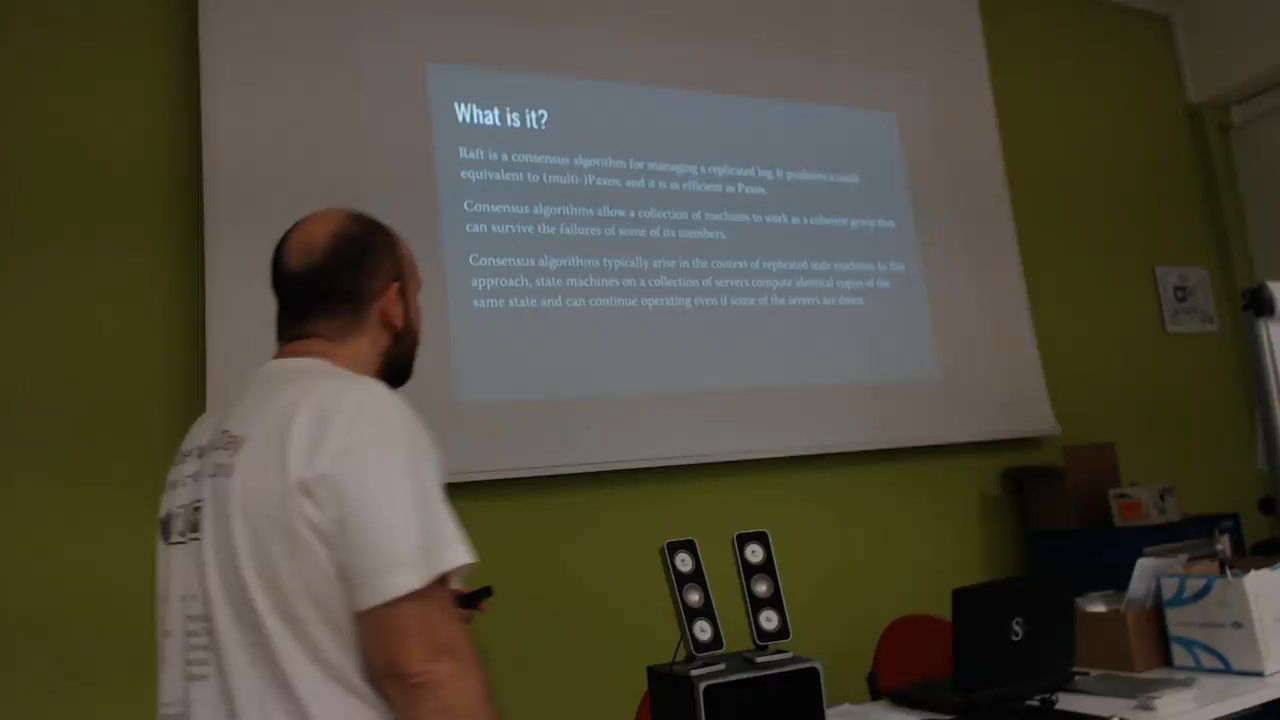 What is it?
Raft is a consensus algorithm for managing a replicated log. It produces a result
equivalent to (multi-)Paxos, and it is as efficient as Paxos.
Consensus algorithms allow a collection of machines to work as a coherent group that
can survive the failures of some of its members.
Consensus algorithms typically arise in the context of replicated state machines. In this
approach, state machines on a collection of servers compute identical copies of the
same state and can continue operating even if some of the servers are down.
S